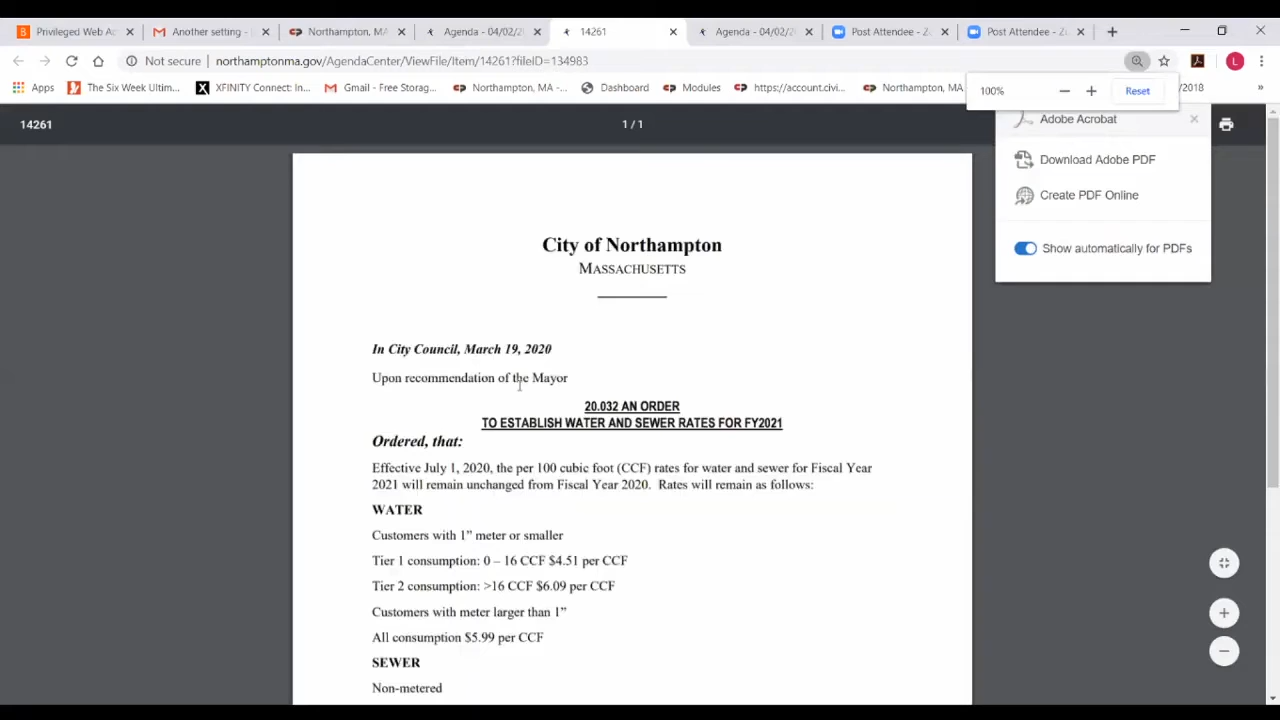 Privileged Web Ac
Another setting -
Northampton, MA
Agenda - 04/02/2
14261
Agenda - 04/02/2
Post Attendee - Z
Post Attendee - Zo
Not secure | northamptonma.gov/AgendaCenter/ViewFile/Item/14261?fileID=134983
L
Apps
The Six Week Ultim...
XFINITY Connect: In...
Gmail - Free Storag...
Northampton, MA -...
Dashboard
Modules
https://account.civi...
Northampton, MA
/2018
»
100%
Reset
14261
1 / 1
Adobe Acrobat
Download Adobe PDF
Create PDF Online
Show automatically for PDFs
City of Northampton
MASSACHUSETTS
In City Council, March 19, 2020
Upon recommendation of the Mayor
20.032 AN ORDER
TO ESTABLISH WATER AND SEWER RATES FOR FY2021
Ordered, that:
Effective July 1, 2020, the per 100 cubic foot (CCF) rates for water and sewer for Fiscal Year
2021 will remain unchanged from Fiscal Year 2020. Rates will remain as follows:
WATER
Customers with 1” meter or smaller
Tier 1 consumption: 0 – 16 CCF $4.51 per CCF
Tier 2 consumption: >16 CCF $6.09 per CCF
Customers with meter larger than 1”
All consumption $5.99 per CCF
SEWER
Non-metered